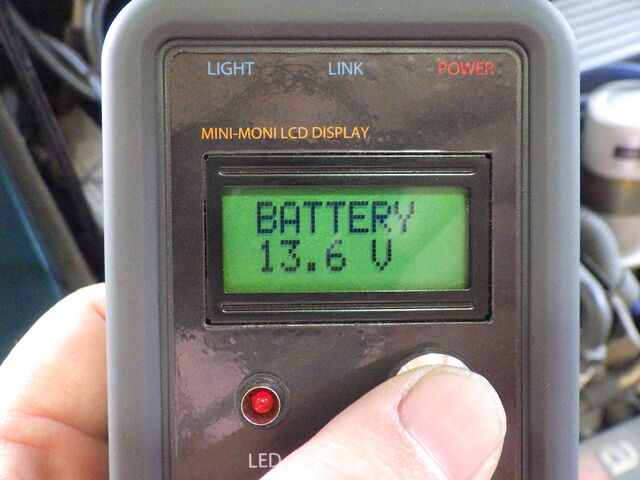 LIGHT LINK POWER
MINI-MONI LCD DISPLAY
BATTERY
13.6 V
LED